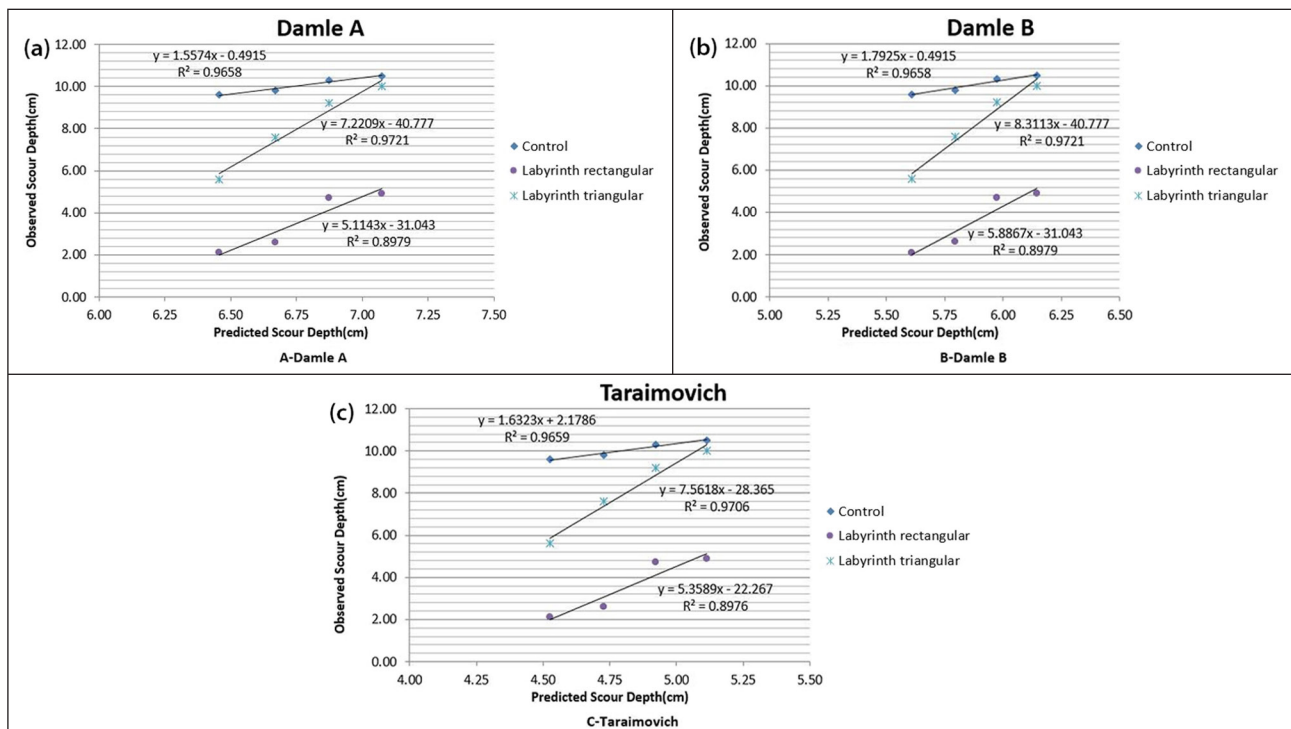 (a)
Damle A
12.00
10.00
8.00
6.00
4.00
2.00
0.00
Observed Scour Depth(cm)
y = 1.5574x - 0.4915
R² = 0.9658
y = 7.2209x - 40.777
R² = 0.9721
y = 5.1143x - 31.043
R² = 0.8979
Control
Labyrinth rectangular
Labyrinth triangular
6.00 6.25 6.50 6.75 7.00 7.25 7.50
Predicted Scour Depth(cm)
A-Damle A
(b)
Damle B
12.00
10.00
8.00
6.00
4.00
2.00
0.00
Observed Scour Depth(cm)
y = 1.7925x - 0.4915
R² = 0.9658
y = 8.3113x - 40.777
R² = 0.9721
y = 5.8867x - 31.043
R² = 0.8979
Control
Labyrinth rectangular
Labyrinth triangular
5.00 5.25 5.50 5.75 6.00 6.25 6.50
Predicted Scour Depth(cm)
B-Damle B
(c)
Taraimovich
12.00
10.00
8.00
6.00
4.00
2.00
0.00
Observed Scour Depth(cm)
y = 1.6323x + 2.1786
R² = 0.9659
y = 7.5618x - 28.365
R² = 0.9706
y = 5.3589x - 22.267
R² = 0.8976
Control
Labyrinth rectangular
Labyrinth triangular
4.00 4.25 4.50 4.75 5.00 5.25 5.50
Predicted Scour Depth(cm)
C-Taraimovich